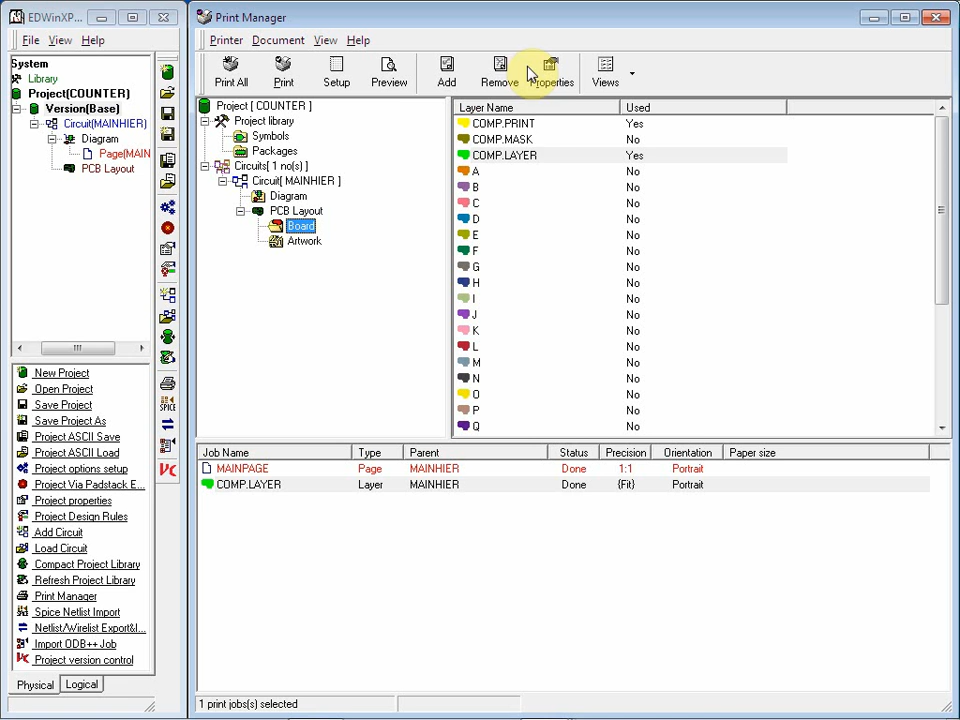 EDWinXP...
File View Help
System
Library
Project(COUNTER)
Version(Base)
Circuit(MAINHIER)
Diagram
Page(MAIN
PCB Layout
SPICE
New Project
Open Project
Save Project
Save Project As
Project ASCII Save
Project ASCII Load
Project options setup
Project Via Padstack E...
Project properties
Project Design Rules
Add Circuit
Load Circuit
Compact Project Library
Refresh Project Library
Print Manager
Spice Netlist Import
Netlist/Wirelist Export&I...
Import ODB++ Job
Project version control
Physical Logical
Print Manager
Printer Document View Help
Print All Print Setup Preview Add Remove Properties Views
Project [ COUNTER ]
Project library
Symbols
Packages
Circuits[ 1 no(s) ]
Circuit[ MAINHIER ]
Diagram
PCB Layout
Board
Artwork
Layer Name Used
COMP.PRINT Yes
COMP.MASK No
COMP.LAYER Yes
A No
B No
C No
D No
E No
F No
G No
H No
I No
J No
K No
L No
M No
N No
O No
P No
Q No
Job Name Type Parent Status Precision Orientation Paper size
MAINPAGE Page MAINHIER Done 1:1 Portrait
COMP.LAYER Layer MAINHIER Done {Fit} Portrait
1 print jobs(s) selected